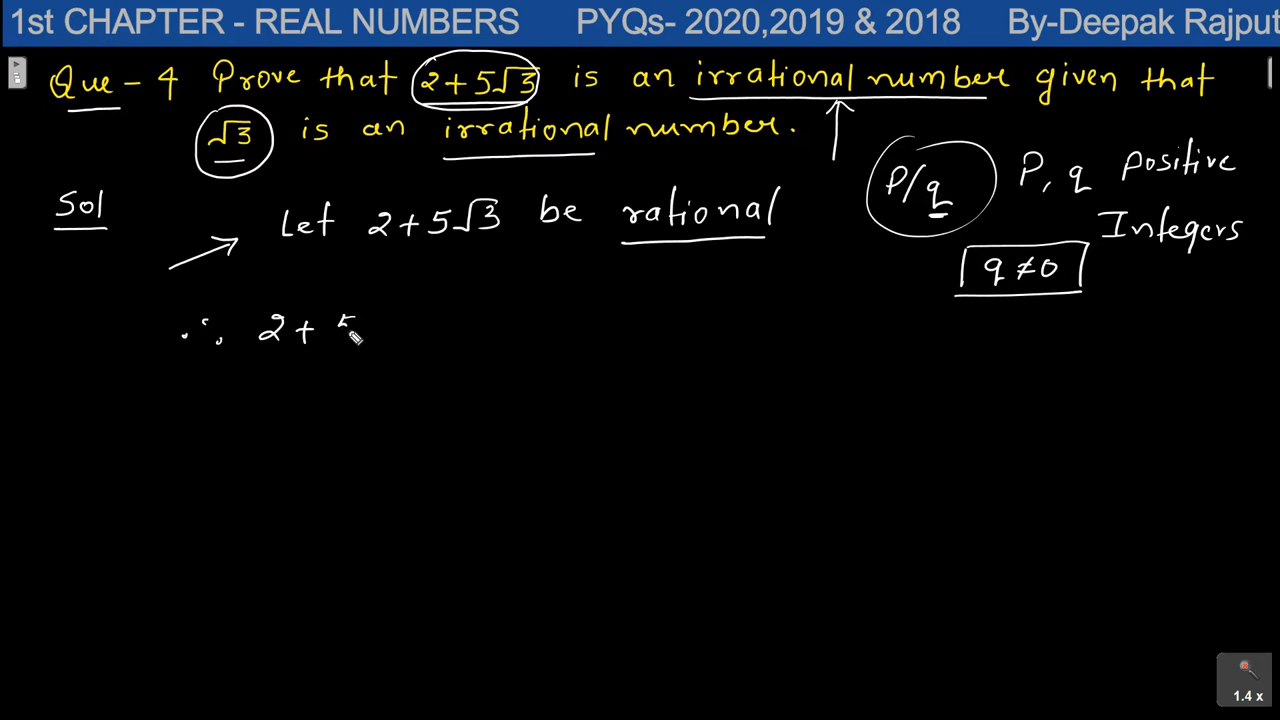 1st CHAPTER - REAL NUMBERS PYQs- 2020,2019 & 2018 By-Deepak Rajput
Que - 4 Prove that 2 + 5√3 is an irrational number given that
√3 is an irrational number.
P/q P, q Positive
Integers
q ≠ 0
Sol
Let 2 + 5√3 be rational
∴ 2 + 5
1.4 x